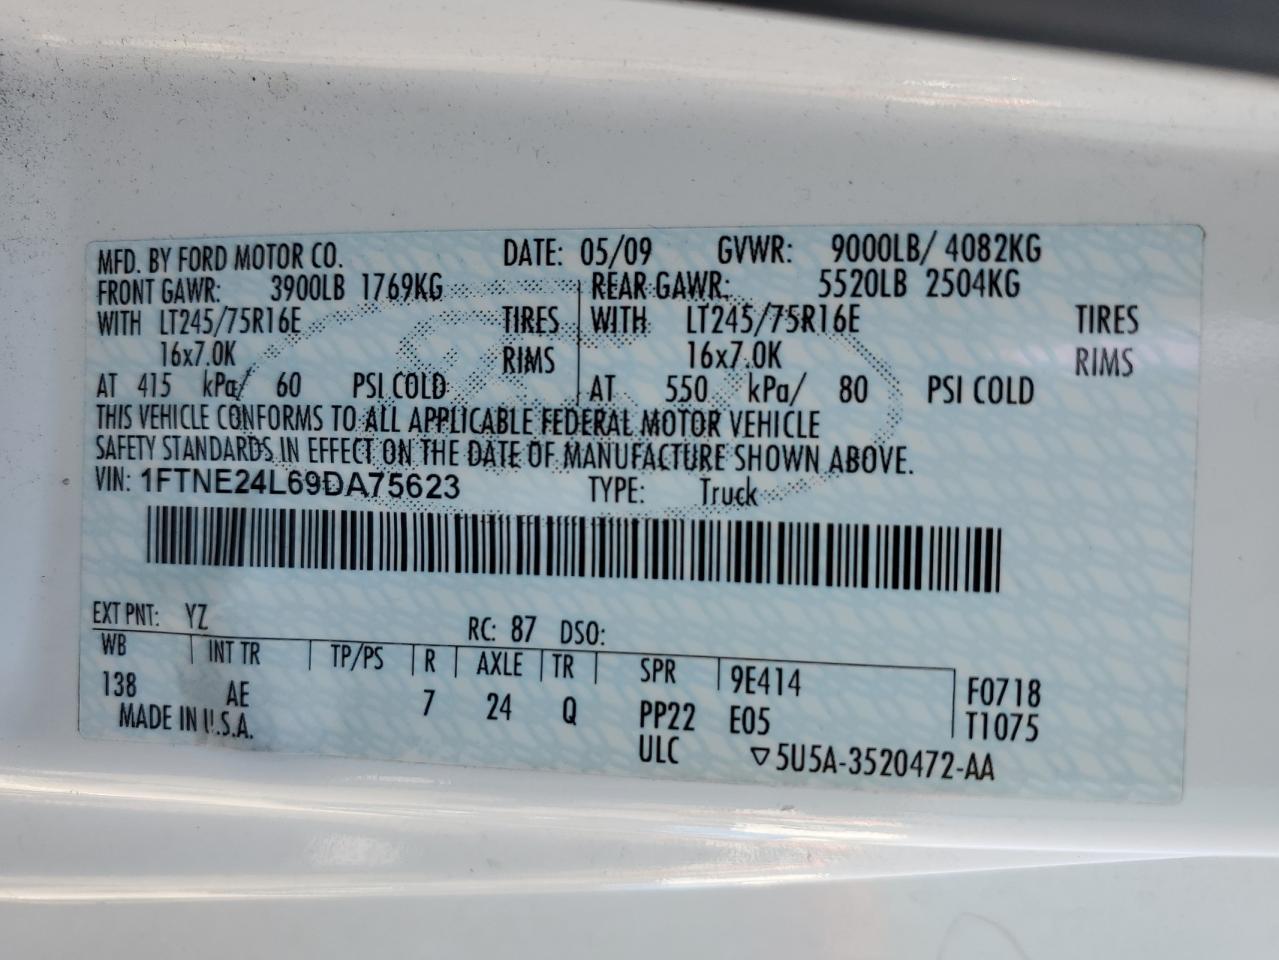 MFD. BY FORD MOTOR CO. DATE: 05/09 GVWR: 9000LB/ 4082KG
FRONT GAWR: 3900LB 1769KG REAR GAWR: 5520LB 2504KG
WITH LT245/75R16E TIRES WITH LT245/75R16E TIRES
16x7.0K RIMS 16x7.0K RIMS
AT 415 kPa/ 60 PSI COLD AT 550 kPa/ 80 PSI COLD
THIS VEHICLE CONFORMS TO ALL APPLICABLE FEDERAL MOTOR VEHICLE
SAFETY STANDARDS IN EFFECT ON THE DATE OF MANUFACTURE SHOWN ABOVE.
VIN: 1FTNE24L69DA75623 TYPE: Truck
EXT PNT: YZ RC: 87 DSO:
WB INT TR TP/PS R AXLE TR SPR 9E414 F0718
138 AE 7 24 Q PP22 E05 T1075
MADE IN U.S.A. ULC ▽5U5A-3520472-AA